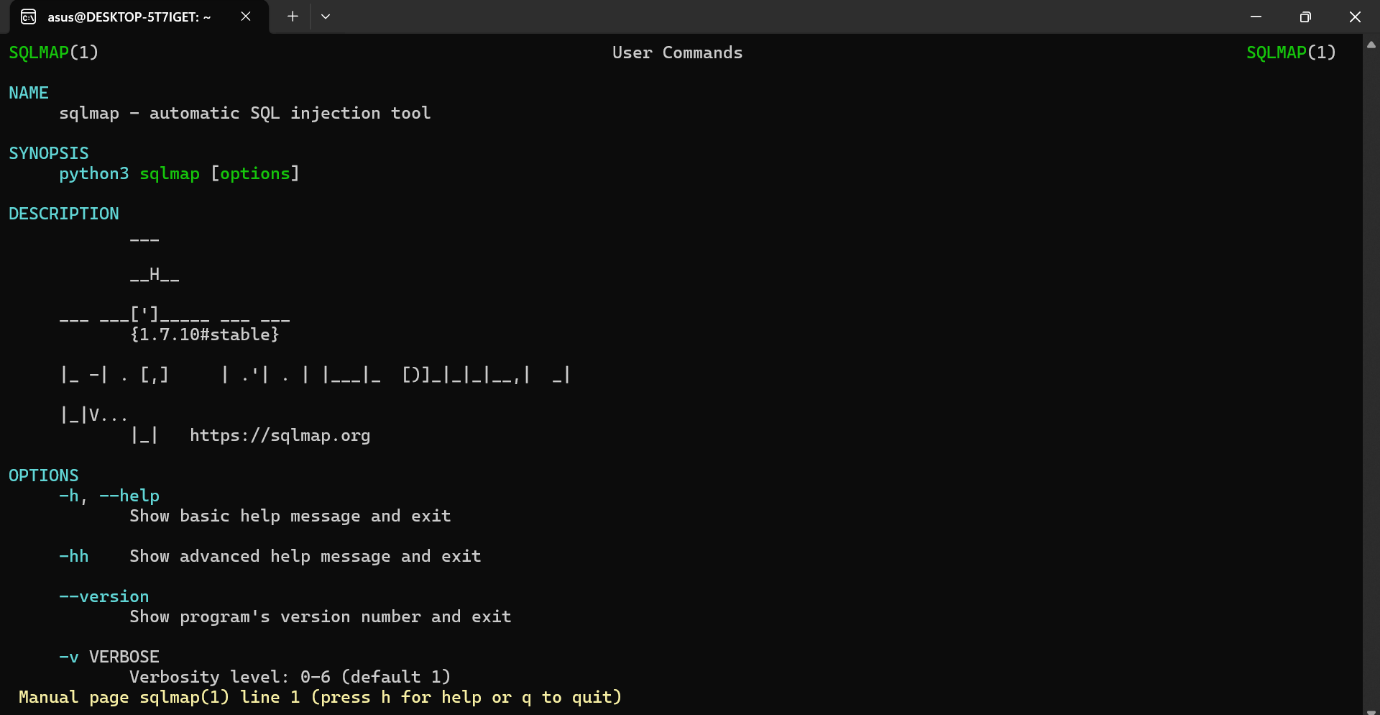 asus@DESKTOP-5T7IGET: ~
SQLMAP(1) User Commands SQLMAP(1)
NAME
sqlmap - automatic SQL injection tool
SYNOPSIS
python3 sqlmap [options]
DESCRIPTION
___
__H__
___ ___[']_____ ___ ___
{1.7.10#stable}
|_ -| . [,]     | .'| . | |___|_  [)]_|_|_|__,|  _|
|_|V...
|_|   https://sqlmap.org
OPTIONS
-h, --help
Show basic help message and exit
-hh    Show advanced help message and exit
--version
Show program's version number and exit
-v VERBOSE
Verbosity level: 0-6 (default 1)
Manual page sqlmap(1) line 1 (press h for help or q to quit)